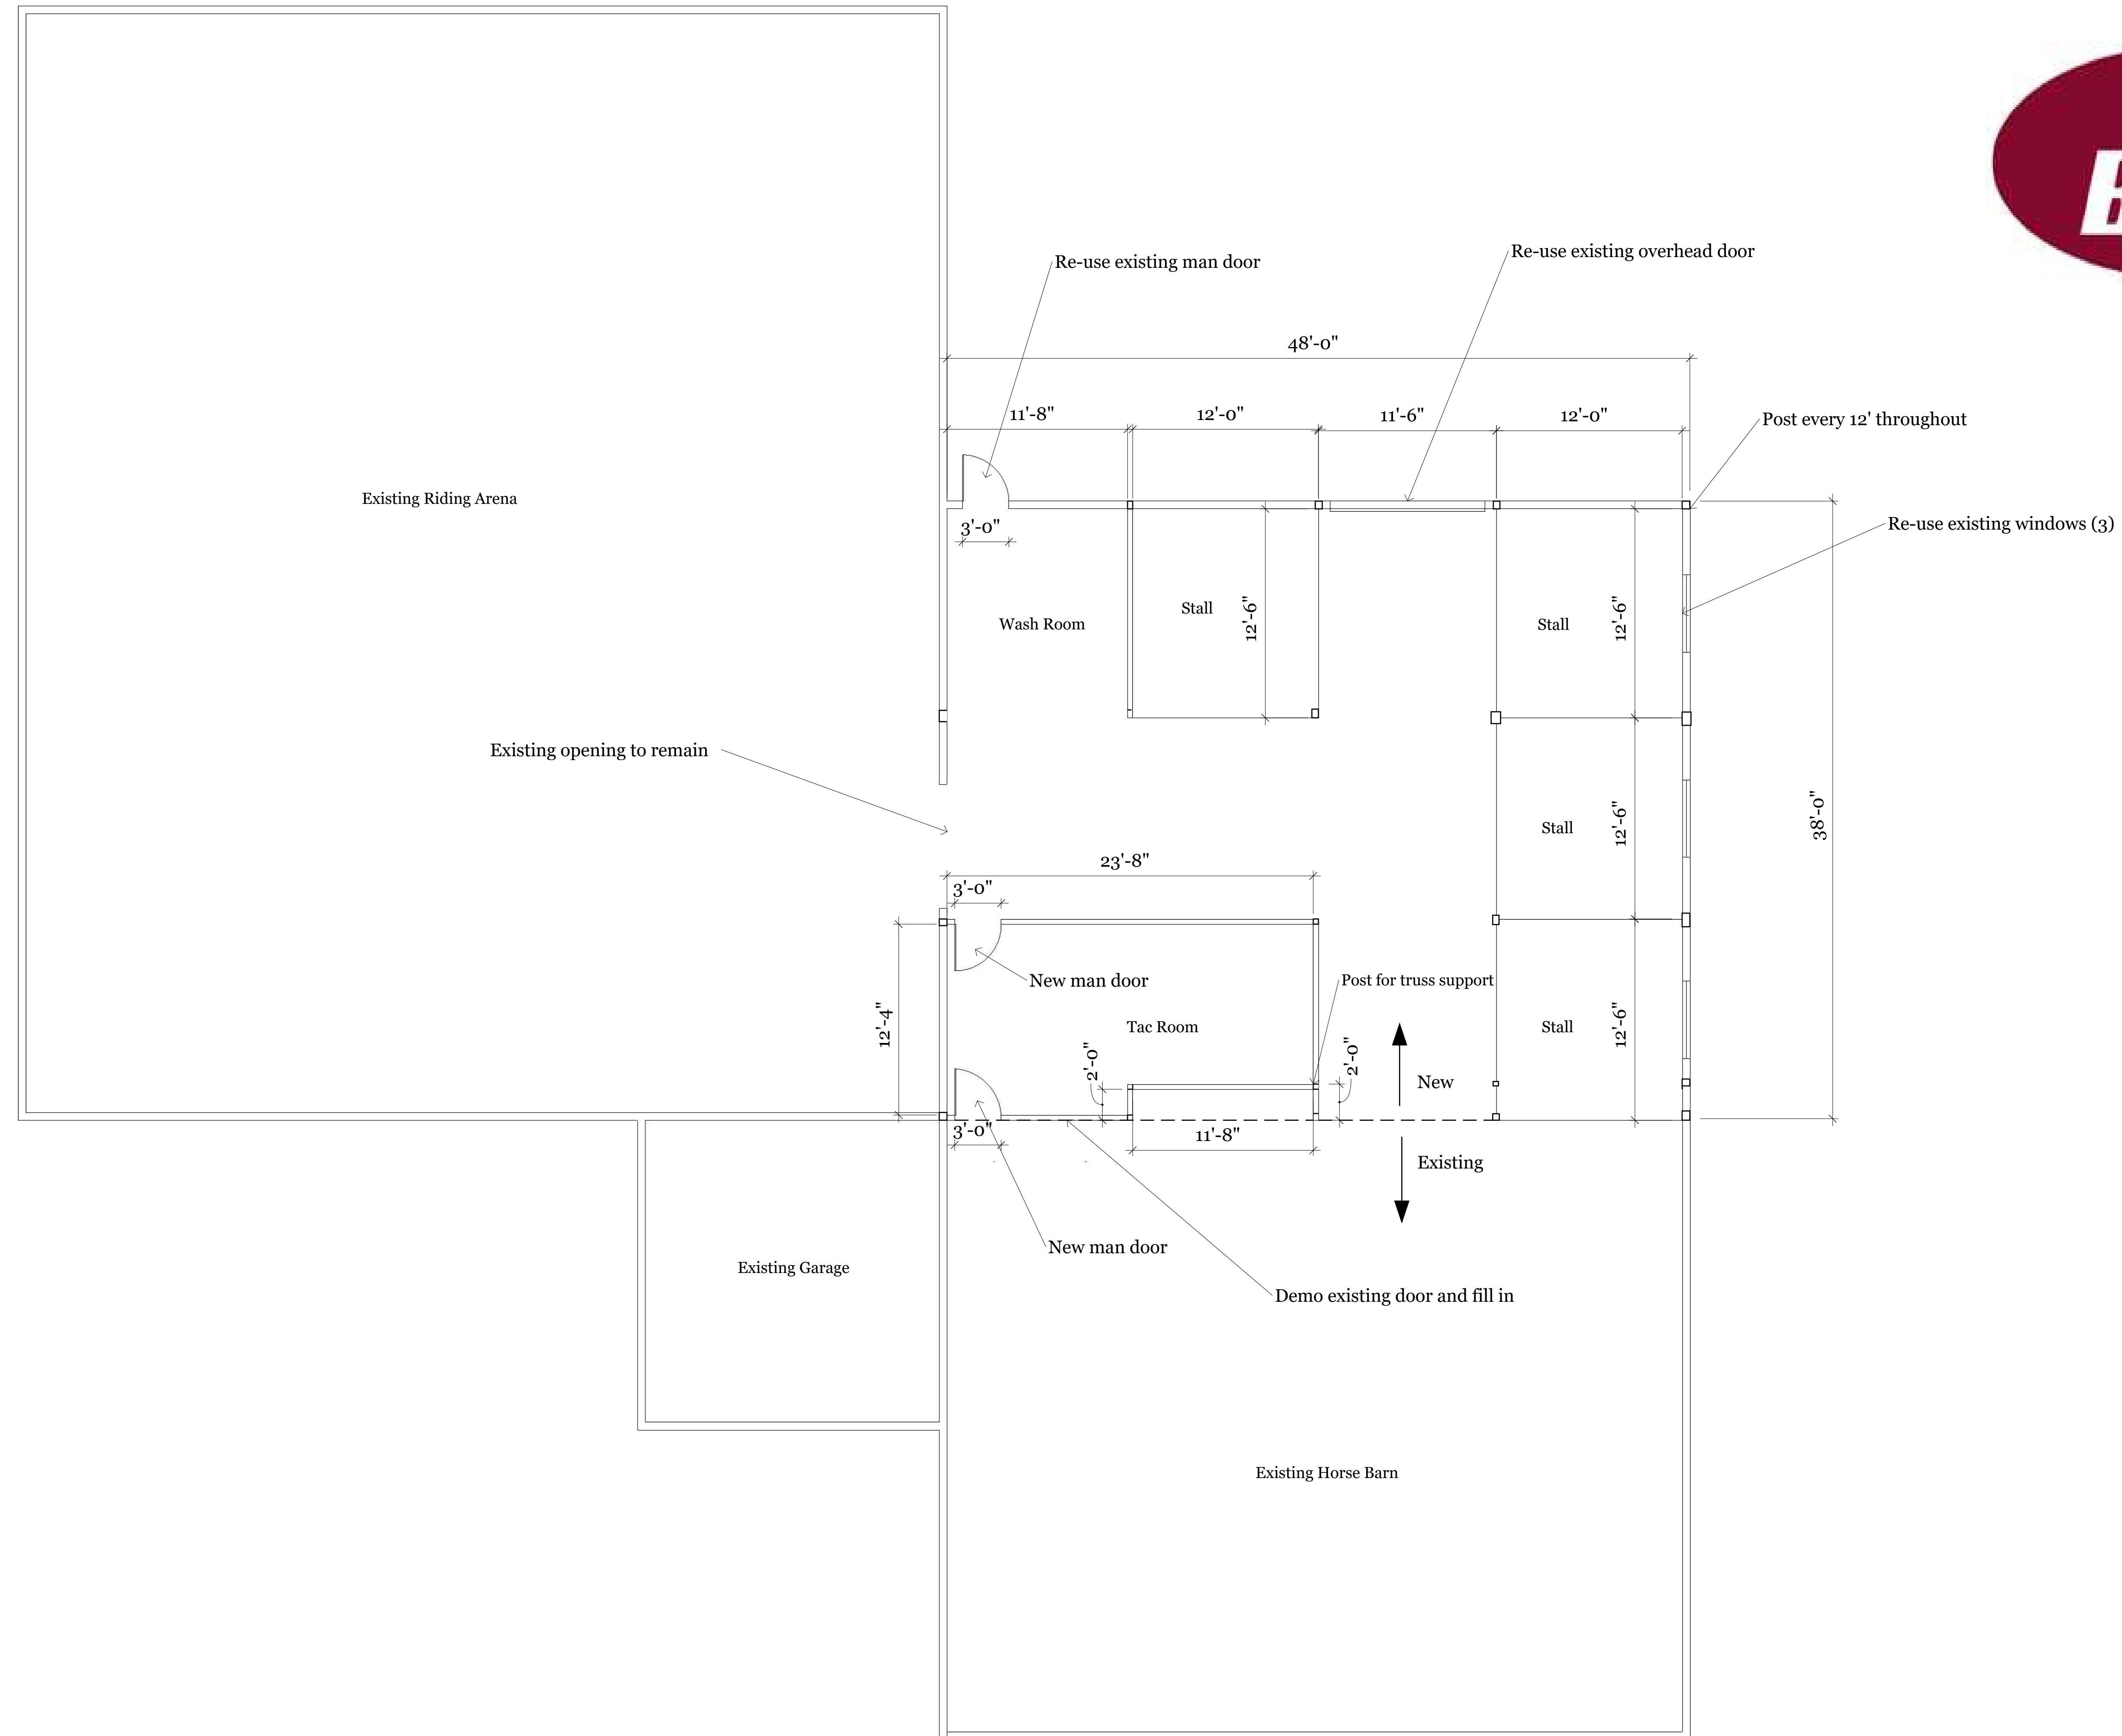 Re-use existing overhead door
Re-use existing man door
48'-0"
11'-8"
12'-0"
11'-6"
12'-0"
Post every 12' throughout
Existing Riding Arena
Re-use existing windows (3)
3'-0"
Wash Room
Stall
12'-6"
Stall
12'-6"
Existing opening to remain
Stall
12'-6"
38'-0"
23'-8"
3'-0"
New man door
Post for truss support
12'-4"
Tac Room
Stall
12'-6"
2'-0"
2'-0"
New
3'-0"
11'-8"
Existing
New man door
Existing Garage
Demo existing door and fill in
Existing Horse Barn